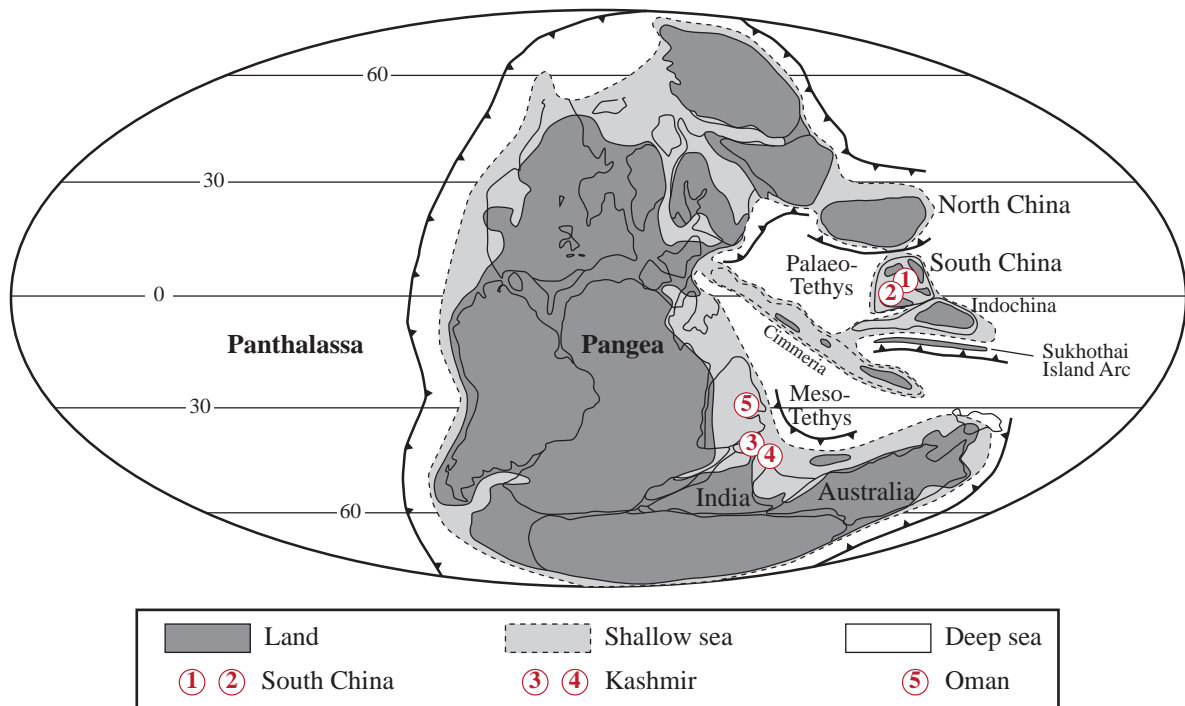 60
30
North China
Palaeo-
Tethys
South China
1
2
0
Indochina
Panthalassa
Pangea
Cimmeria
Sukhothai
Island Arc
Meso-
Tethys
5
30
3
4
India
Australia
60
Land
Shallow sea
Deep sea
1 2 South China
3 4 Kashmir
5 Oman